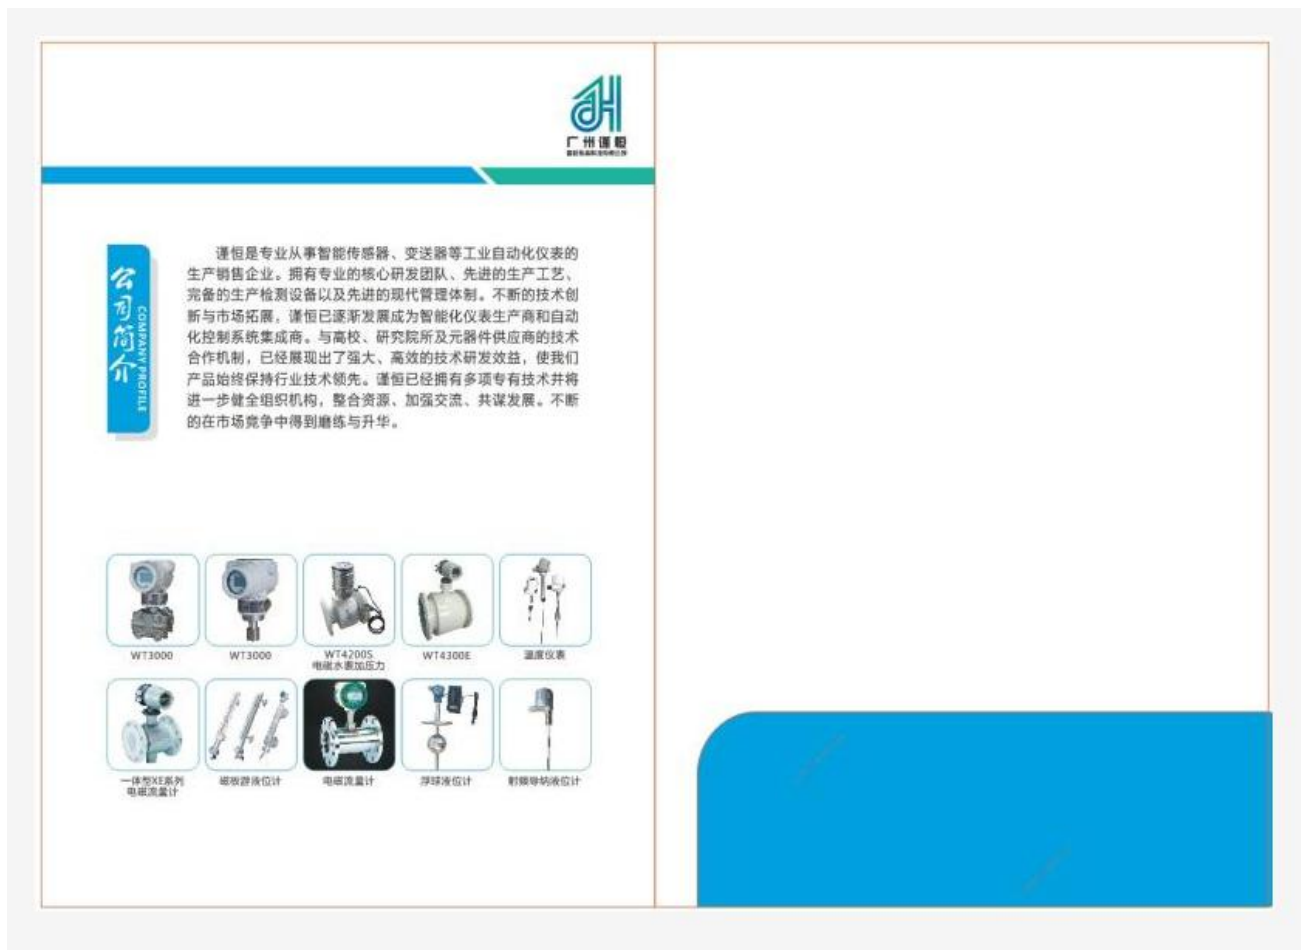 广州谨恒
公司简介
COMPANY PROFILE
谨恒是专业从事智能传感器、变送器等工业自动化仪表的
生产销售企业。拥有专业的核心研发团队、先进的生产工艺、
完备的生产检测设备以及先进的现代管理体制。不断的技术创
新与市场拓展，谨恒已逐渐发展成为智能化仪表生产商和自动
化控制系统集成商。与高校、研究院所及元器件供应商的技术
合作机制，已经展现出了强大、高效的技术研发效益，使我们
产品始终保持行业技术领先。谨恒已经拥有多项专有技术并将
进一步健全组织机构，整合资源、加强交流、共谋发展。不断
的在市场竞争中得到磨练与升华。
WT3000
WT3000
WT4200S
电磁水表加压力
WT4300E
温度仪表
一体型XE系列
电磁流量计
磁板游液位计
电磁流量计
浮球液位计
射频导纳液位计